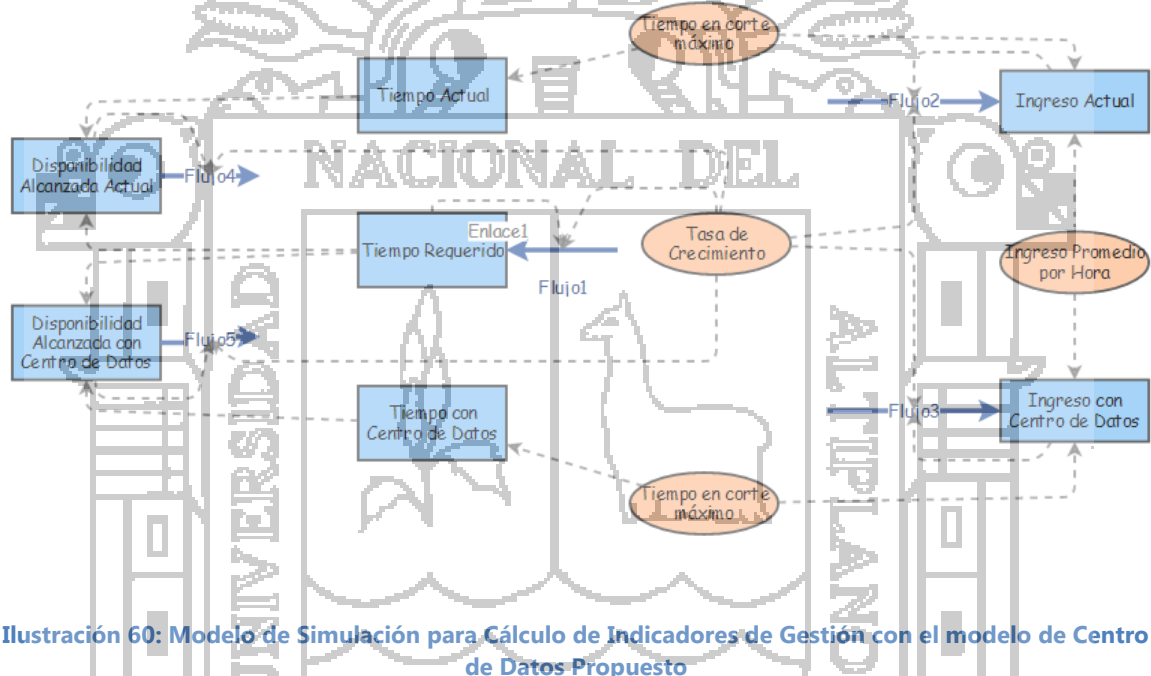 Tiempo en corte
máximo
Tiempo Actual
Flujo2
Ingreso Actual
Disponibilidad
Alcanzada Actual
Flujo4
NACIONAL DEL
Enlace1
Tiempo Requerido
Tasa de
Crecimiento
Ingreso Promedio
por Hora
Flujo1
Disponibilidad
Alcanzada con
Centro de Datos
Flujo5
UNIVERSIDAD
ALTIPLANO
Tiempo con
Centro de Datos
Flujo3
Ingreso con
Centro de Datos
Tiempo en corte
máximo
Ilustración 60: Modelo de Simulación para Cálculo de Indicadores de Gestión con el modelo de Centro
de Datos Propuesto